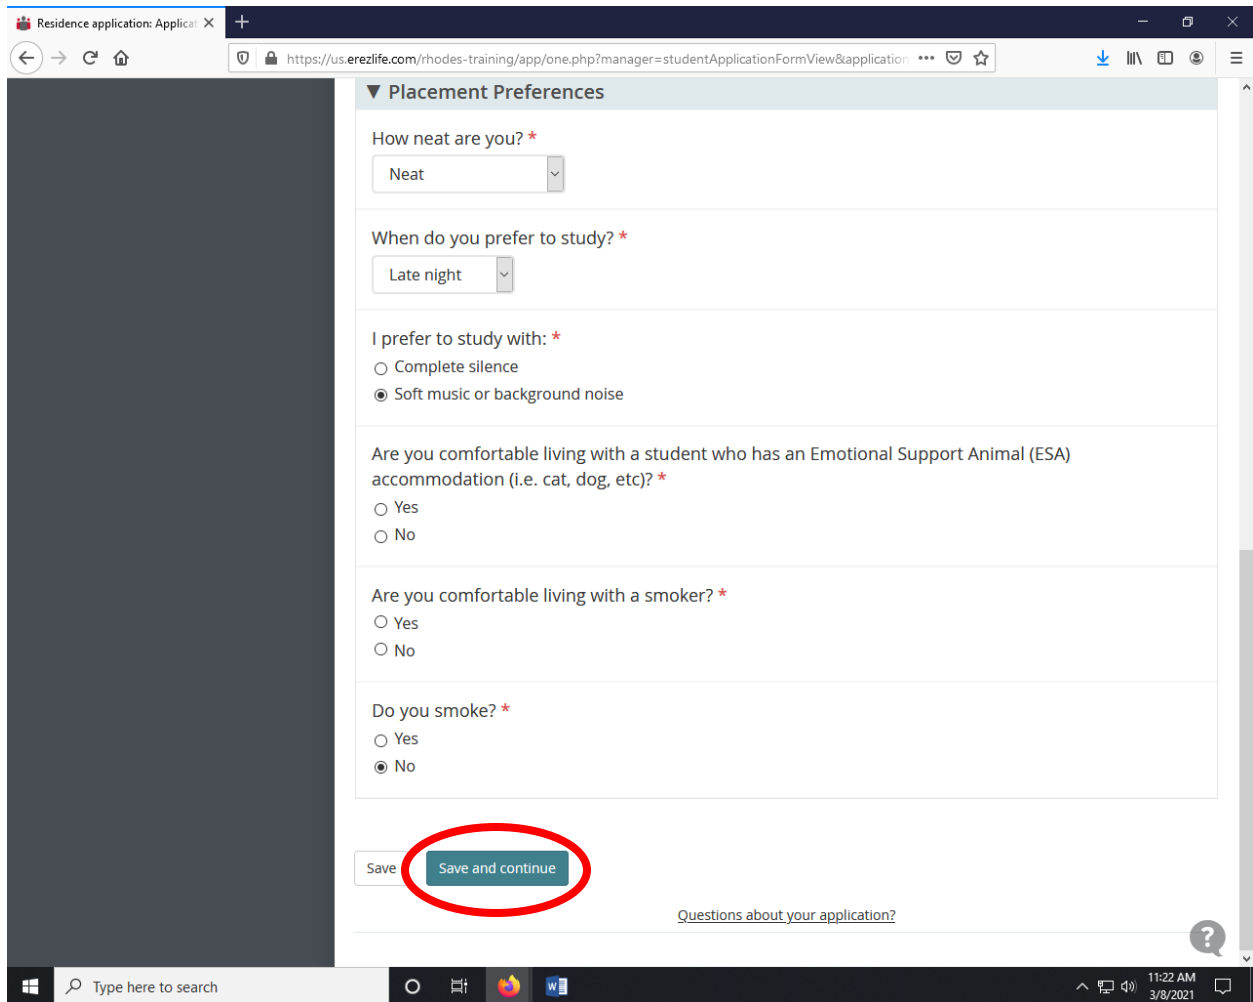 Residence application: Applicat
https://us.erezlife.com/rhodes-training/app/one.php?manager=studentApplicationFormView&application
Placement Preferences
How neat are you? *
Neat
When do you prefer to study? *
Late night
I prefer to study with: *
Complete silence
Soft music or background noise
Are you comfortable living with a student who has an Emotional Support Animal (ESA)
accommodation (i.e. cat, dog, etc)? *
Yes
No
Are you comfortable living with a smoker? *
Yes
No
Do you smoke? *
Yes
No
Save
Save and continue
Questions about your application?
?
Type here to search
11:22 AM
3/8/2021